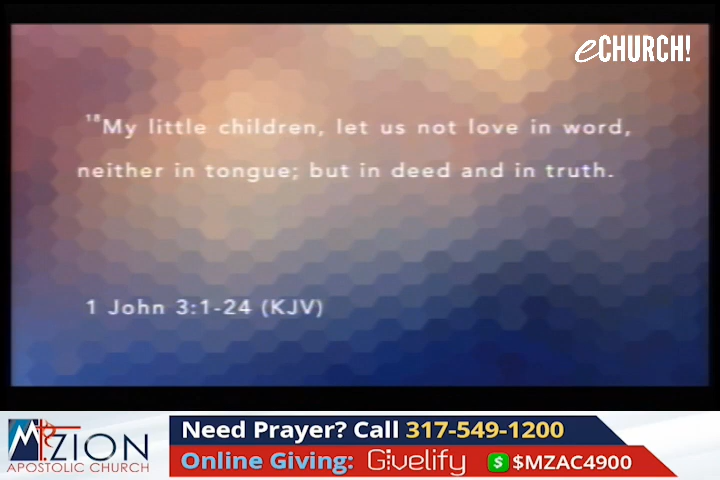 eCHURCH!
18My little children, let us not love in word,
neither in tongue; but in deed and in truth.
1 John 3:1-24 (KJV)
Mt. ZION
APOSTOLIC CHURCH
Need Prayer? Call 317-549-1200
Online Giving: Givelify $ $MZAC4900